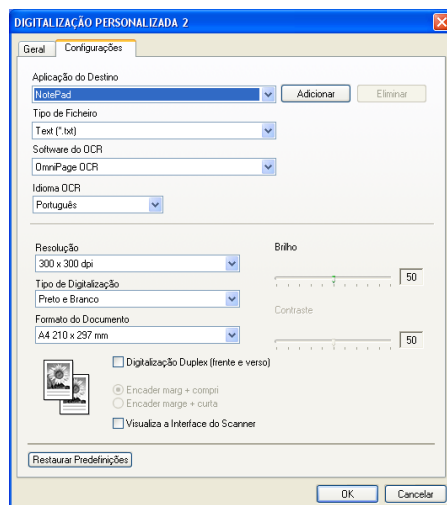 DIGITALIZAÇÃO PERSONALIZADA 2
Geral Configurações
Aplicação do Destino
NotePad Adicionar Eliminar
Tipo de Ficheiro
Text (*.txt)
Software do OCR
OmniPage OCR
Idioma OCR
Português
Resolução Brilho
300 x 300 dpi 50
Tipo de Digitalização
Preto e Branco Contraste
Formato do Documento
A4 210 x 297 mm 50
Digitalização Duplex (frente e verso)
Encader marg + compri
Encader marge + curta
Visualiza a Interface do Scanner
Restaurar Predefinições
OK Cancelar